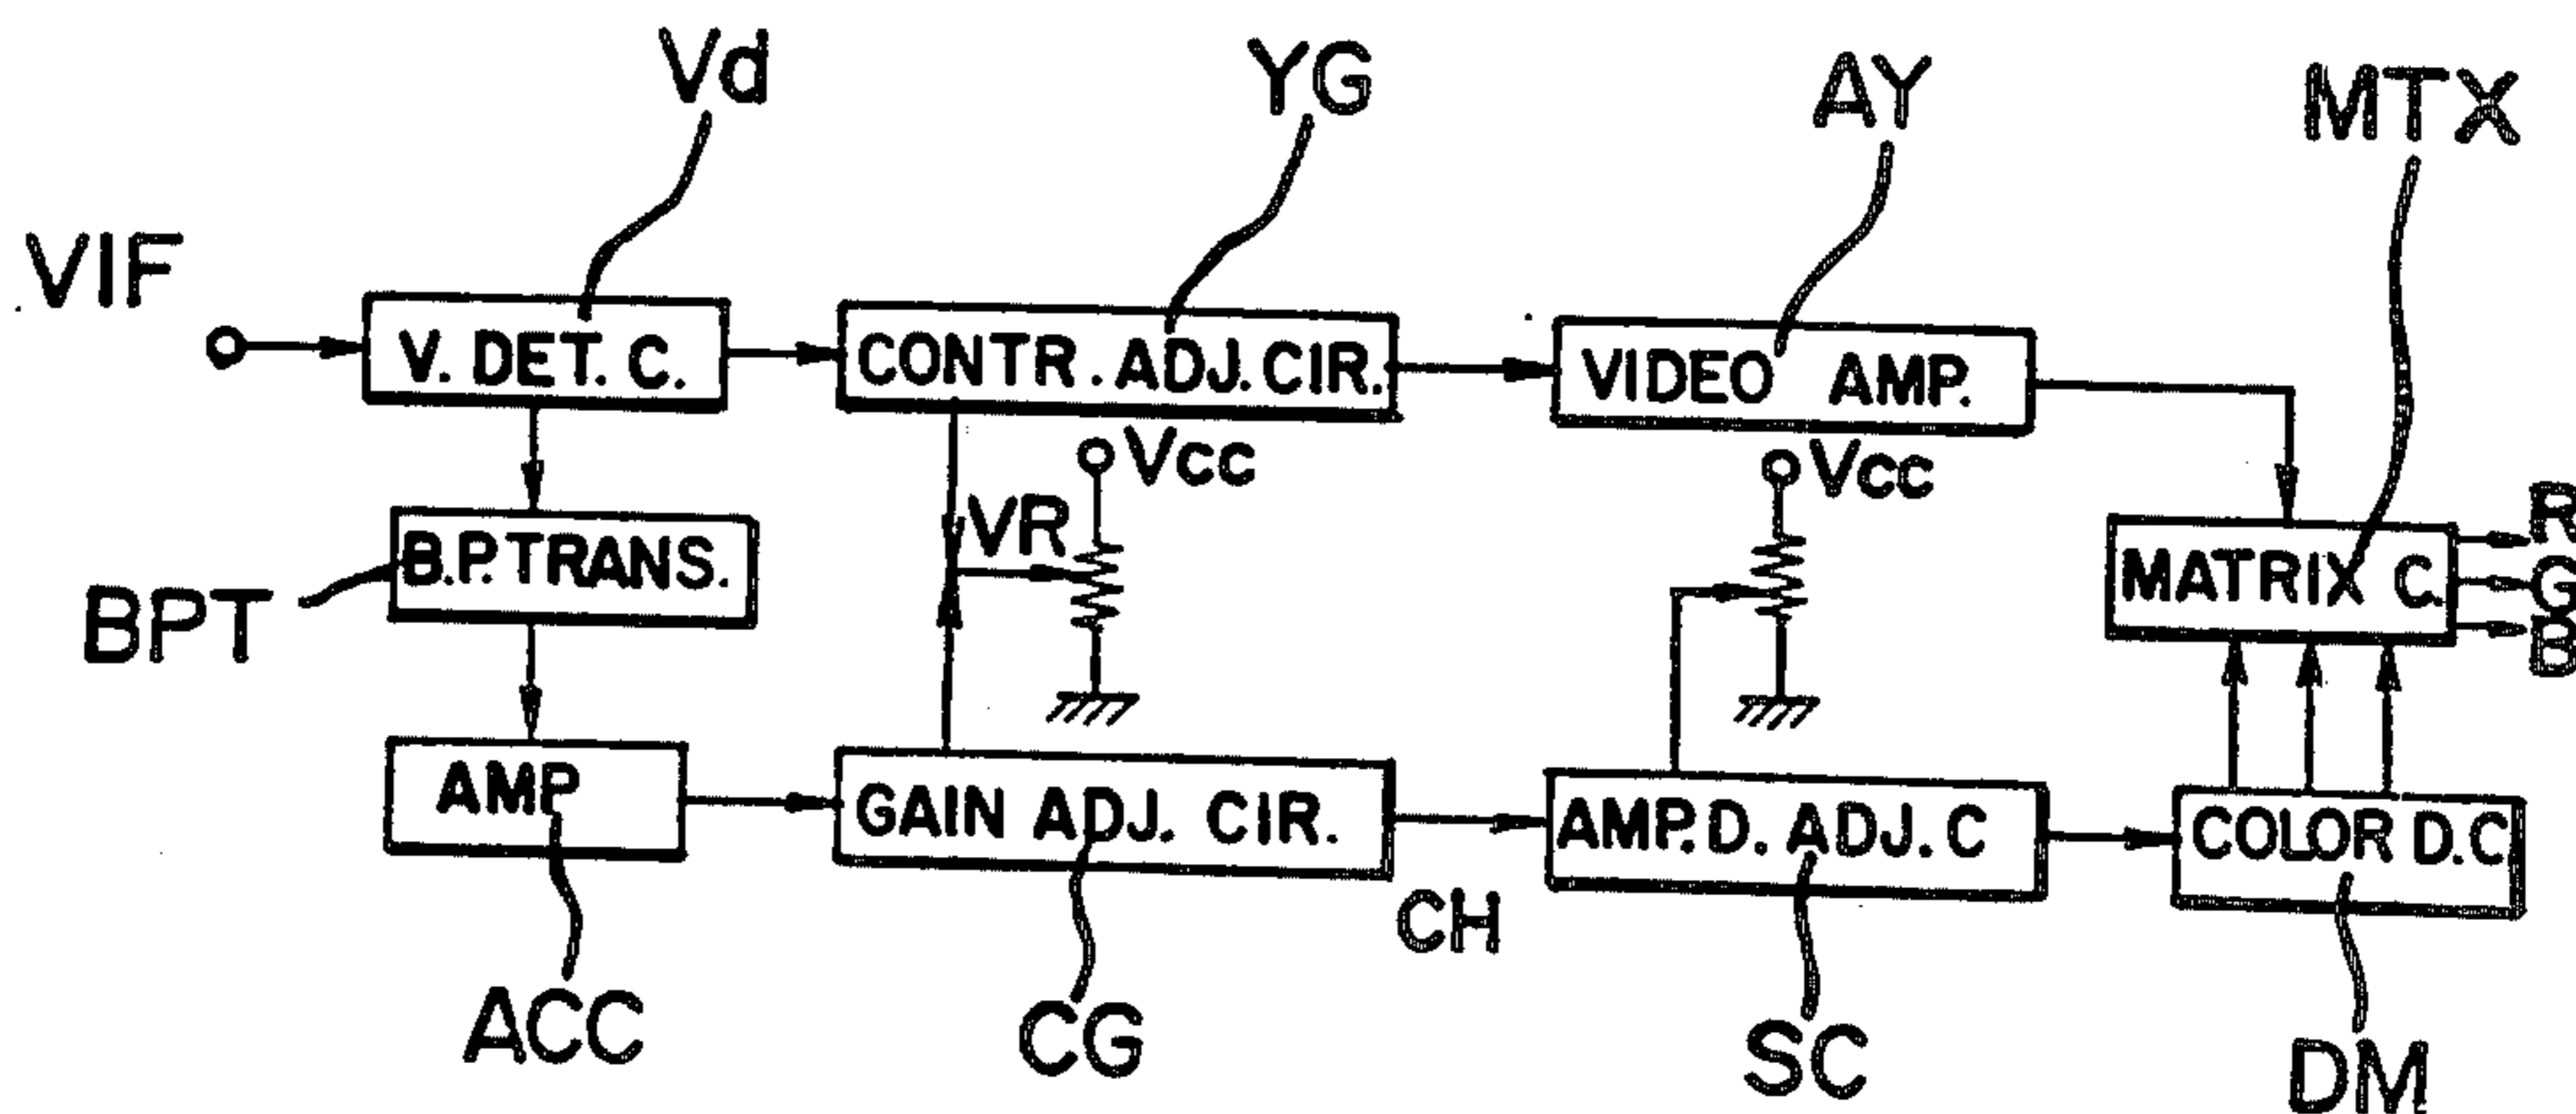 Vd
YG
AY
MTX
VIF
V. DET. C.
CONTR. ADJ. CIR.
VIDEO AMP.
Vcc
Vcc
VR
B.P. TRANS.
BPT
MATRIX C.
R
G
AMP
GAIN ADJ. CIR.
AMP. D. ADJ. C
COLOR D.C.
CH
ACC
CG
SC
DM